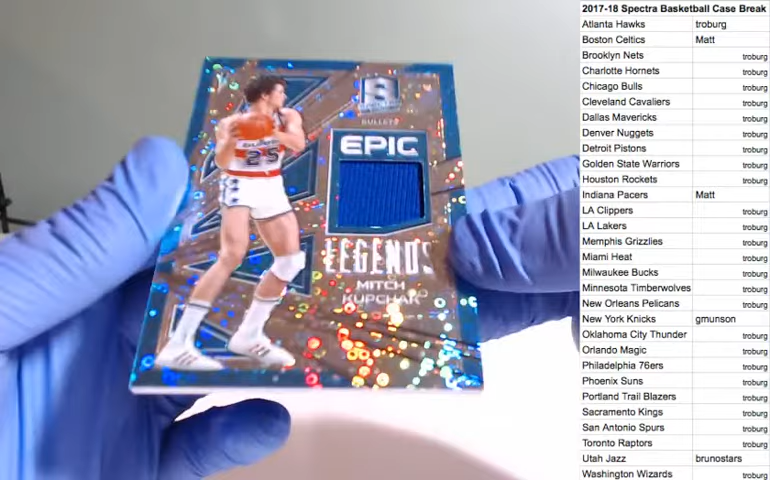 BULLETS
EPIC
LEGENDS
MITCH
KUPCHAK
25
2017-18 Spectra Basketball Case Break
Atlanta Hawks troburg
Boston Celtics Matt
Brooklyn Nets troburg
Charlotte Hornets troburg
Chicago Bulls troburg
Cleveland Cavaliers troburg
Dallas Mavericks troburg
Denver Nuggets troburg
Detroit Pistons troburg
Golden State Warriors troburg
Houston Rockets troburg
Indiana Pacers Matt
LA Clippers troburg
LA Lakers troburg
Memphis Grizzlies troburg
Miami Heat troburg
Milwaukee Bucks troburg
Minnesota Timberwolves troburg
New Orleans Pelicans troburg
New York Knicks gmunson
Oklahoma City Thunder troburg
Orlando Magic troburg
Philadelphia 76ers troburg
Phoenix Suns troburg
Portland Trail Blazers troburg
Sacramento Kings troburg
San Antonio Spurs troburg
Toronto Raptors troburg
Utah Jazz brunostars
Washington Wizards troburg